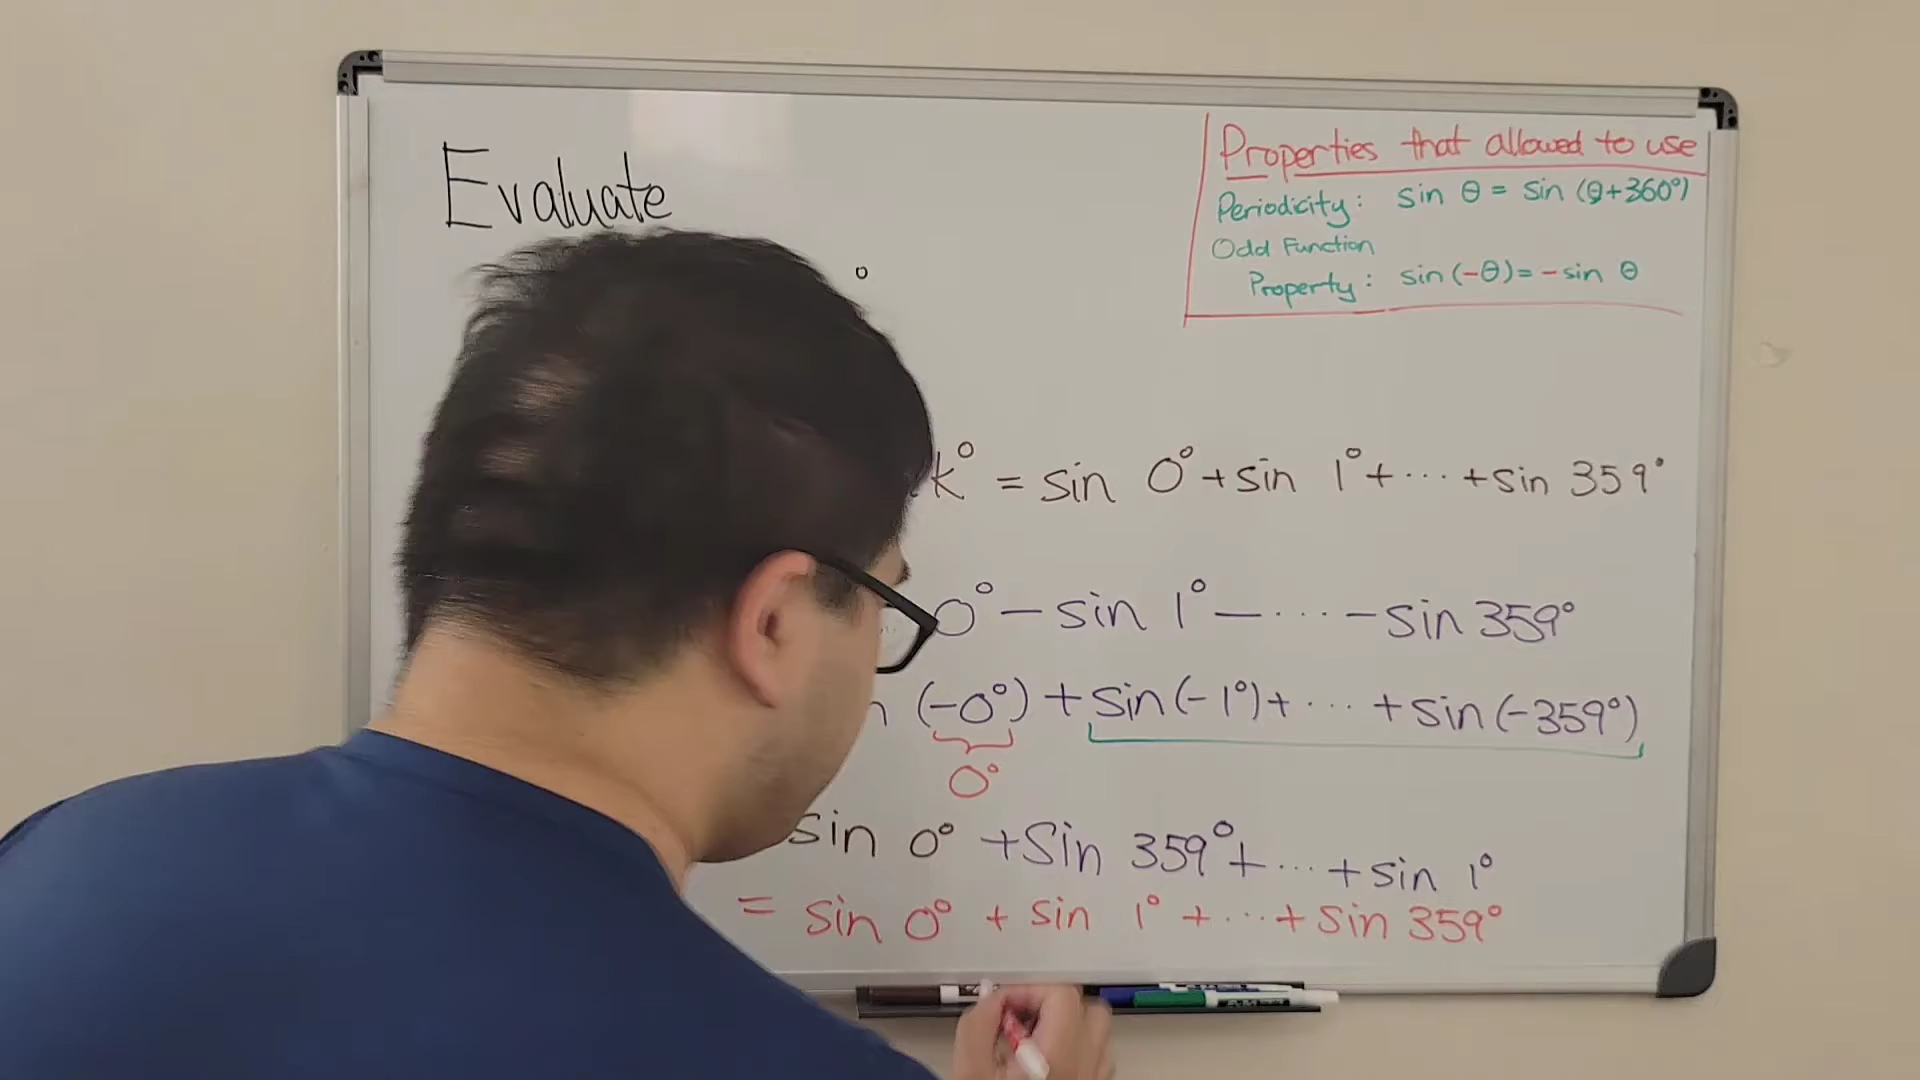 Evaluate
Properties that allowed to use
Periodicity: sin θ = sin (θ+360°)
Odd Function
Property: sin (-θ) = - sin θ
k° = sin 0° + sin 1° + ··· + sin 359°
0° - sin 1° - ···· - sin 359°
(-0°) + sin (-1°) + ··· + sin (-359°)
0°
sin 0° + Sin 359° + ··· + sin 1°
= sin 0° + sin 1° + ··· + sin 359°